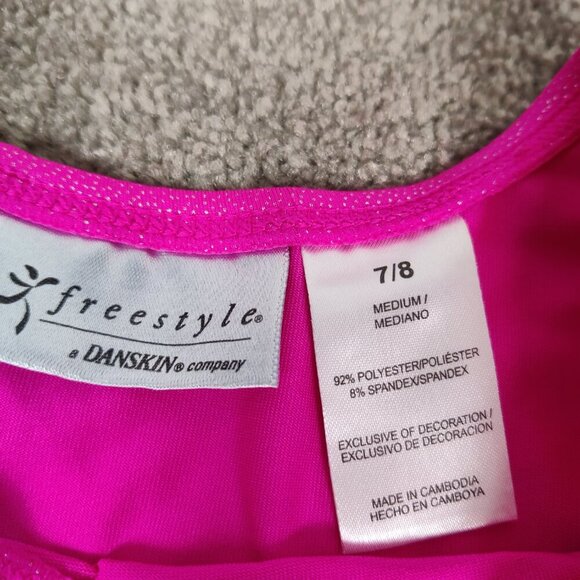 freestyle®
a DANSKIN® company
7/8
MEDIUM /
MEDIANO
92% POLYESTER/POLIÉSTER
8% SPANDEX/SPANDEX
EXCLUSIVE OF DECORATION /
EXCLUSIVO DE DECORACION
MADE IN CAMBODIA
HECHO EN CAMBOYA